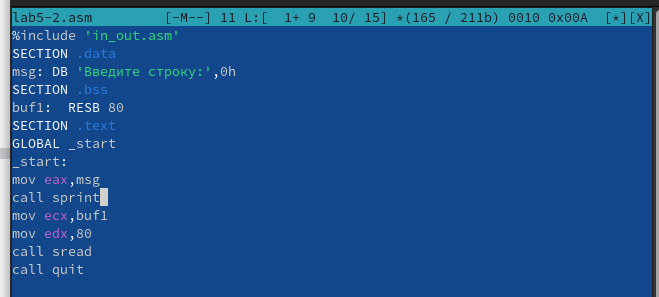 lab5-2.asm [-M--] 11 L:[ 1+ 9 10/ 15] *(165 / 211b) 0010 0x00A [*][X]
%include 'in_out.asm'
SECTION .data
msg: DB 'Введите строку:',0h
SECTION .bss
buf1: RESB 80
SECTION .text
GLOBAL _start
_start:
mov eax,msg
call sprint
mov ecx,buf1
mov edx,80
call sread
call quit